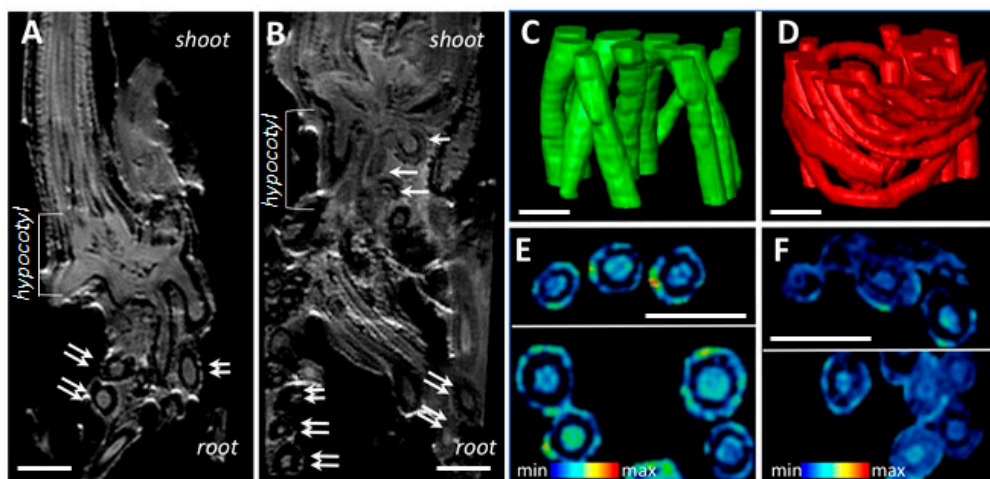 A
shoot
hypocotyl
root
B
shoot
hypocotyl
root
C
D
E
F
min
max
min
max